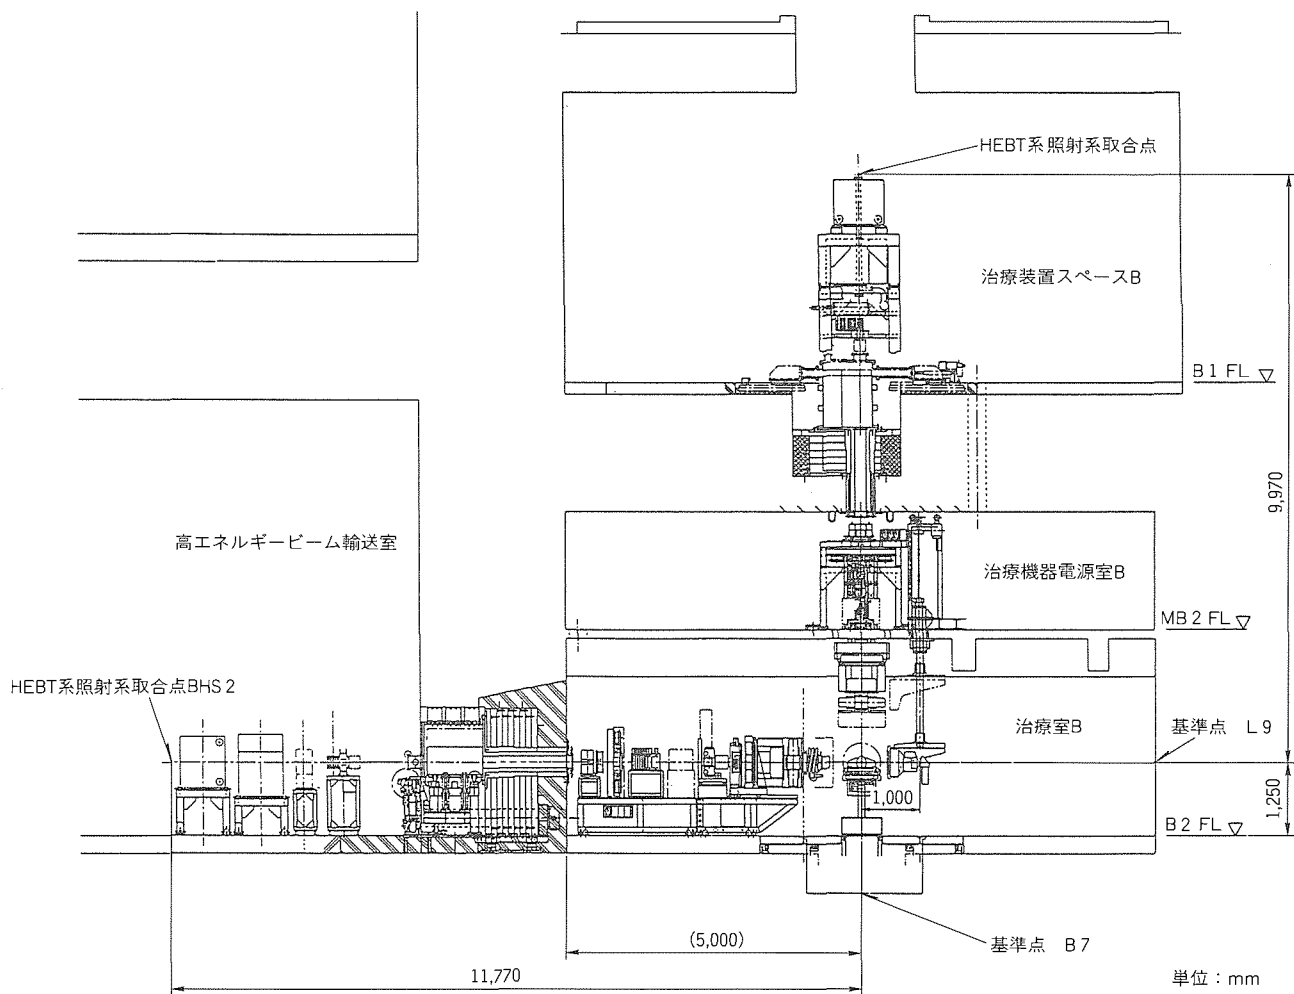 HEBT系照射系取合点
治療装置スペースB
B1 FL
9,970
高エネルギービーム輸送室
治療機器電源室B
MB2 FL
HEBT系照射系取合点BHS2
治療室B
基準点 L9
1,000
1,250
B2 FL
(5,000)
基準点 B7
11,770
単位：mm